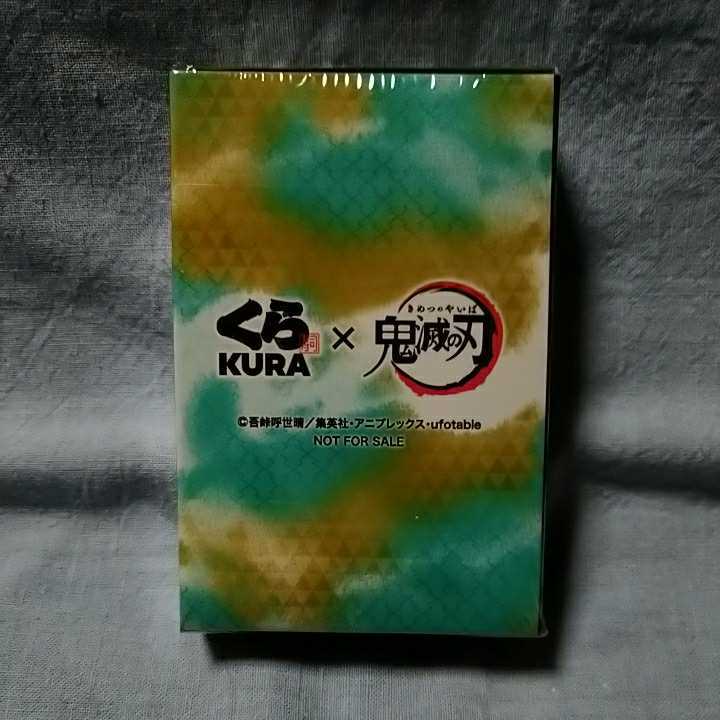 くら
KURA
×
きめつのやいば
鬼滅の刃
©吾峠呼世晴/集英社・アニプレックス・ufotable
NOT FOR SALE